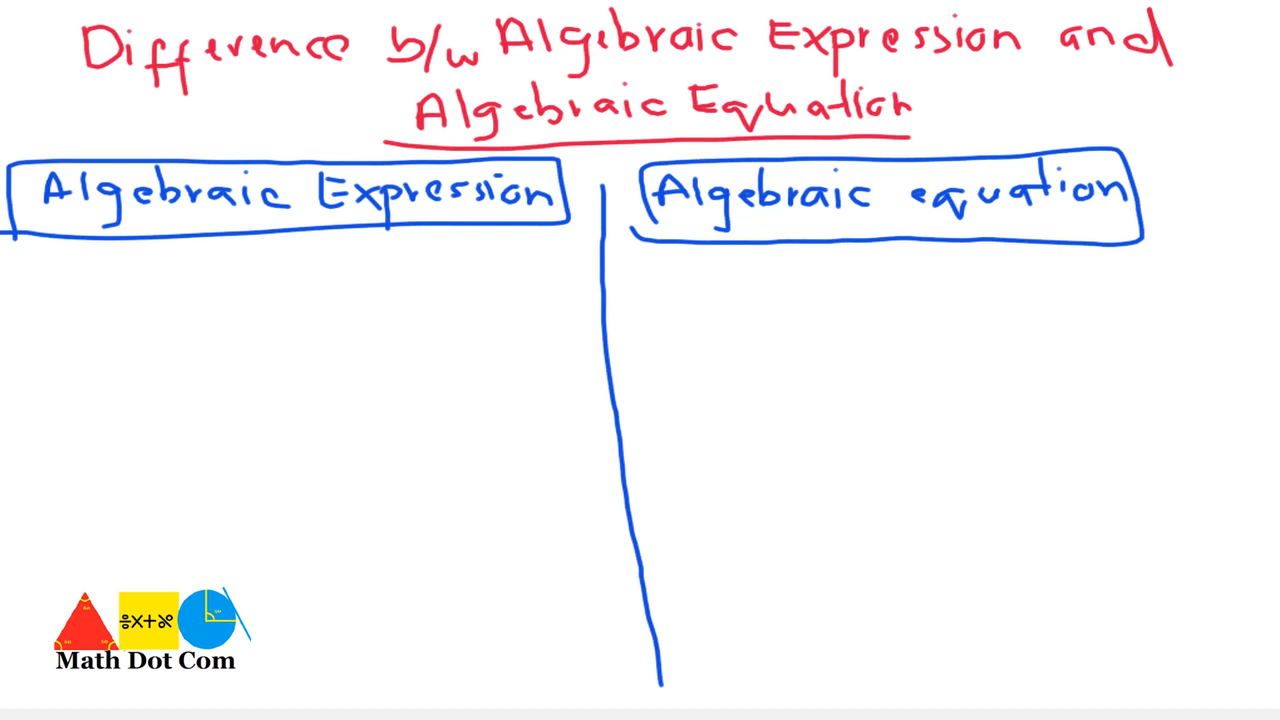 Difference b/w Algebraic Expression and
Algebraic Equation
Algebraic Expression
Algebraic equation
÷x+%
Math Dot Com